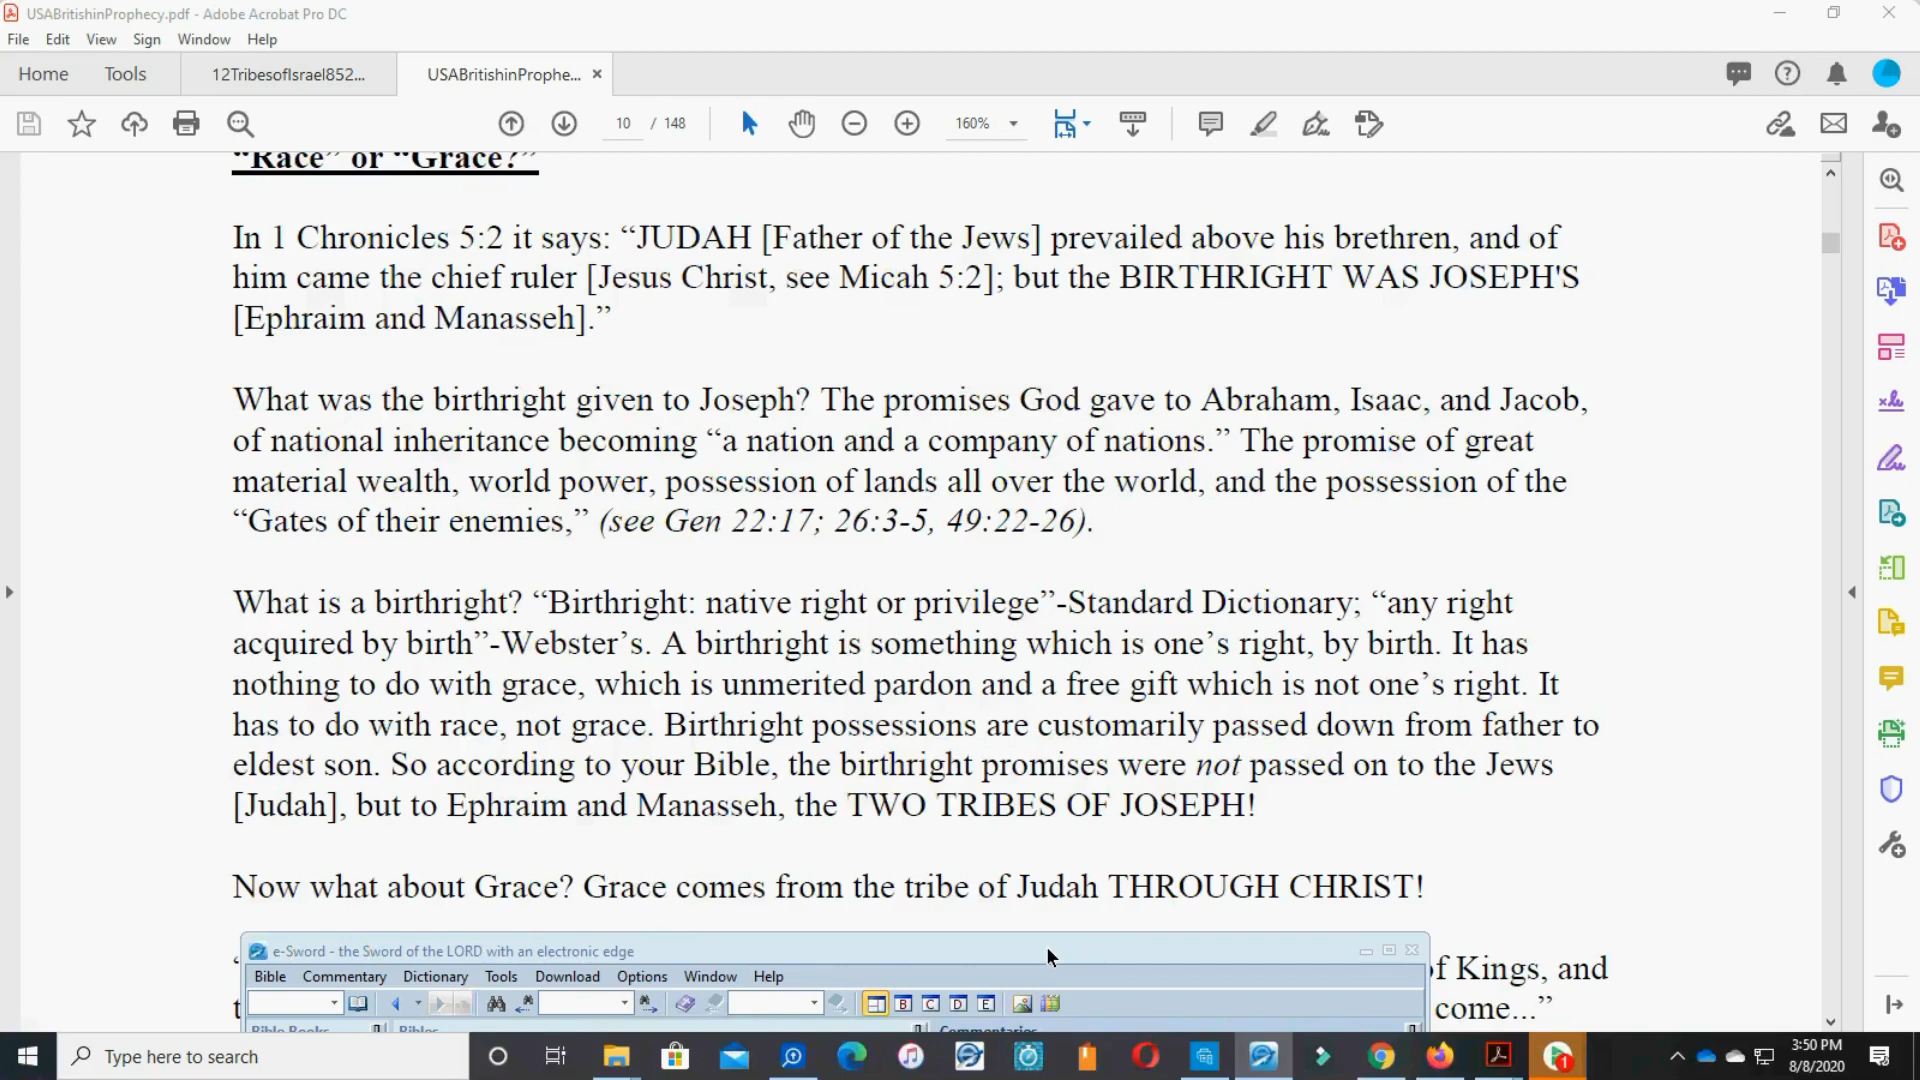 USABritishinProphecy.pdf - Adobe Acrobat Pro DC
File Edit View Sign Window Help
Home Tools 12TribesofIsrael852... USABritishinProphe... ×
10 / 148 160%
“Race” or “Grace?”
In 1 Chronicles 5:2 it says: “JUDAH [Father of the Jews] prevailed above his brethren, and of
him came the chief ruler [Jesus Christ, see Micah 5:2]; but the BIRTHRIGHT WAS JOSEPH'S
[Ephraim and Manasseh].”
What was the birthright given to Joseph? The promises God gave to Abraham, Isaac, and Jacob,
of national inheritance becoming “a nation and a company of nations.” The promise of great
material wealth, world power, possession of lands all over the world, and the possession of the
“Gates of their enemies,” (see Gen 22:17; 26:3-5, 49:22-26).
What is a birthright? “Birthright: native right or privilege”-Standard Dictionary; “any right
acquired by birth”-Webster’s. A birthright is something which is one’s right, by birth. It has
nothing to do with grace, which is unmerited pardon and a free gift which is not one’s right. It
has to do with race, not grace. Birthright possessions are customarily passed down from father to
eldest son. So according to your Bible, the birthright promises were not passed on to the Jews
[Judah], but to Ephraim and Manasseh, the TWO TRIBES OF JOSEPH!
Now what about Grace? Grace comes from the tribe of Judah THROUGH CHRIST!
e-Sword - the Sword of the LORD with an electronic edge
of Kings, and
Bible Commentary Dictionary Tools Download Options Window Help
B C D E
come...”
Bible Books Bibles Commentaries
Type here to search
1
3:50 PM
8/8/2020